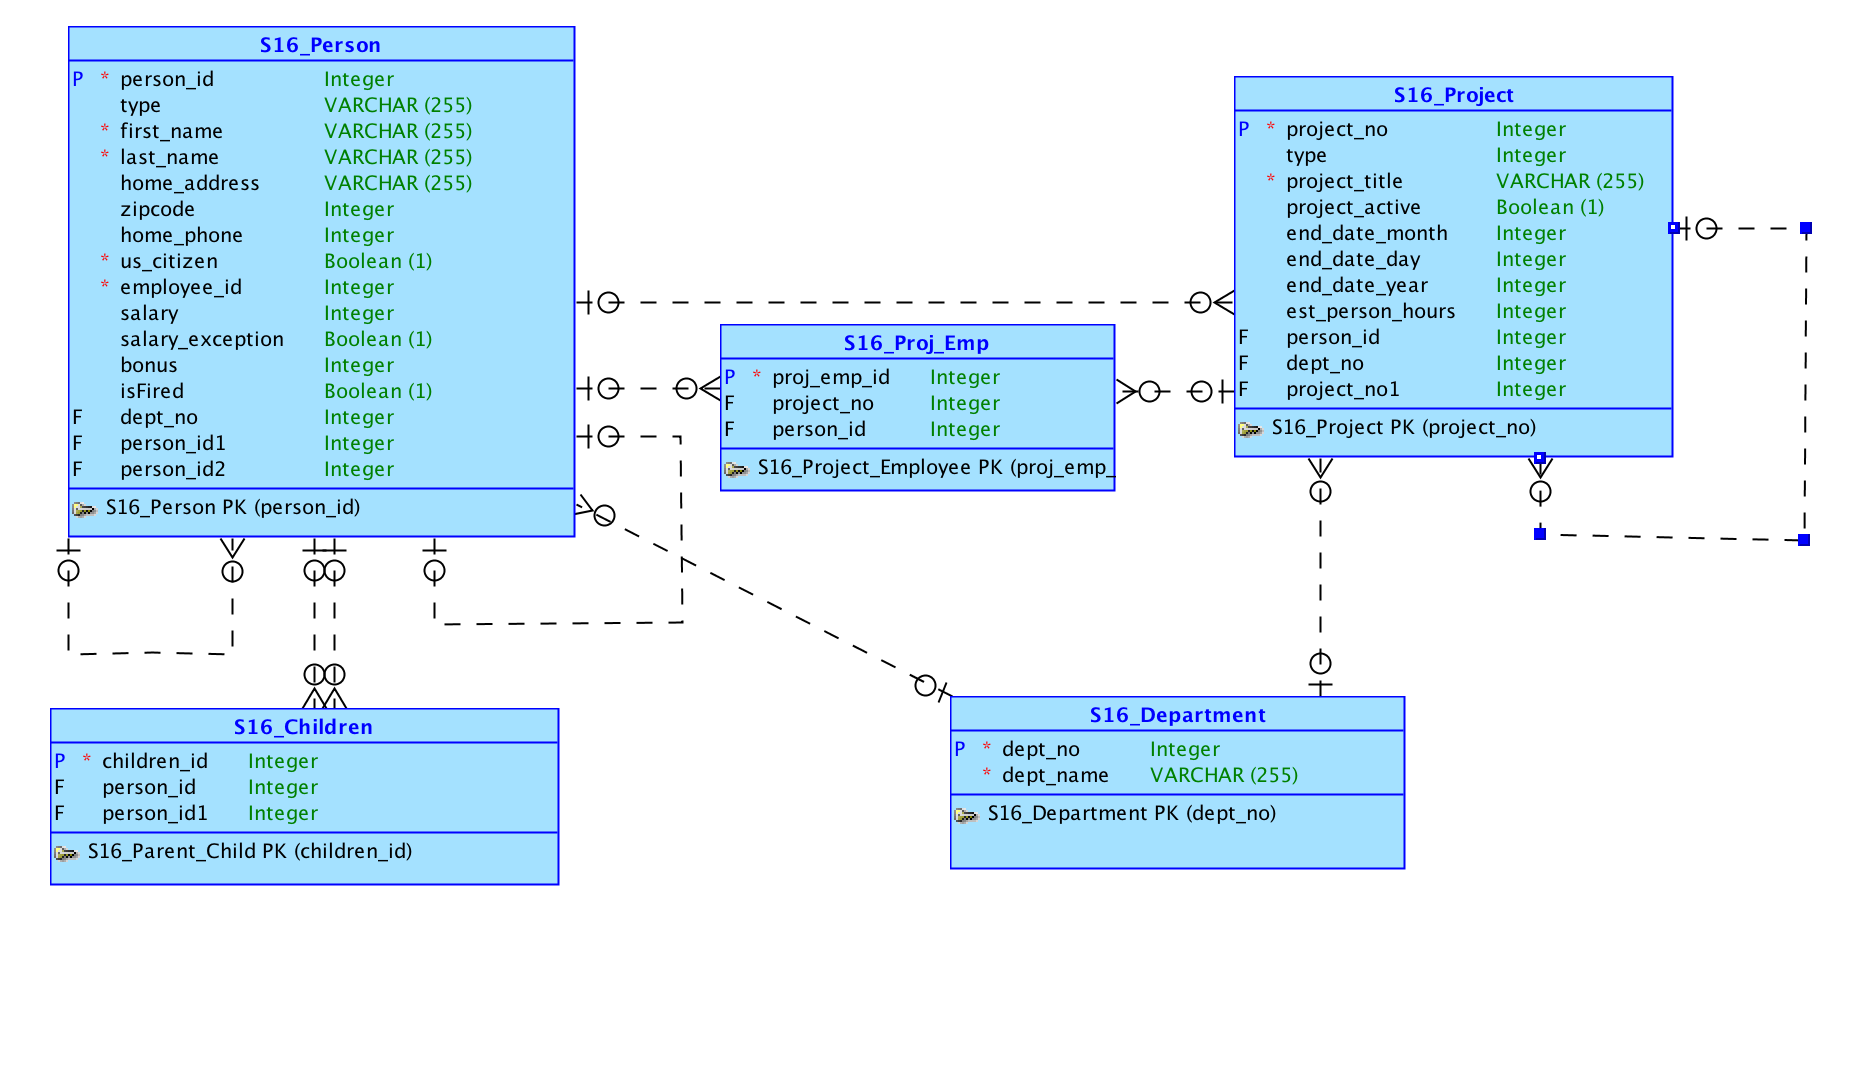 S16_Person
P * person_id Integer
type VARCHAR (255)
* first_name VARCHAR (255)
* last_name VARCHAR (255)
home_address VARCHAR (255)
zipcode Integer
home_phone Integer
* us_citizen Boolean (1)
* employee_id Integer
salary Integer
salary_exception Boolean (1)
bonus Integer
isFired Boolean (1)
F dept_no Integer
F person_id1 Integer
F person_id2 Integer
S16_Person PK (person_id)
S16_Project
P * project_no Integer
type Integer
* project_title VARCHAR (255)
project_active Boolean (1)
end_date_month Integer
end_date_day Integer
end_date_year Integer
est_person_hours Integer
F person_id Integer
F dept_no Integer
F project_no1 Integer
S16_Project PK (project_no)
S16_Proj_Emp
P * proj_emp_id Integer
F project_no Integer
F person_id Integer
S16_Project_Employee PK (proj_emp_
S16_Children
P * children_id Integer
F person_id Integer
F person_id1 Integer
S16_Parent_Child PK (children_id)
S16_Department
P * dept_no Integer
* dept_name VARCHAR (255)
S16_Department PK (dept_no)